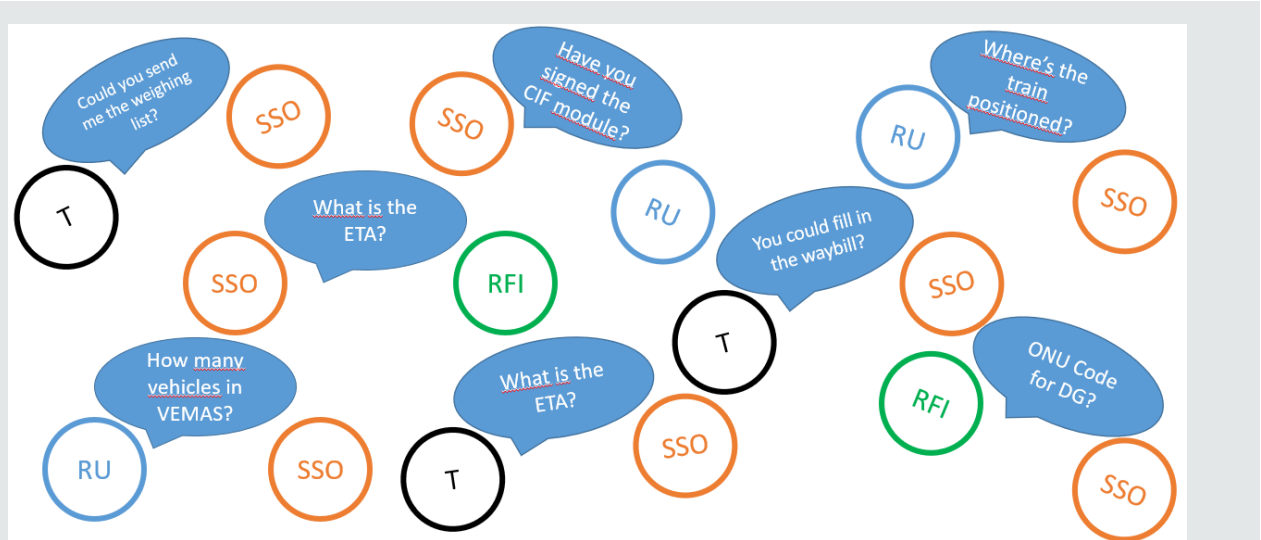 Could you send
me the weighing
list?
SSO
T
SSO
Have you
signed the
CIF module?
RU
RU
Where's the
train
positioned?
SSO
SSO
What is the
ETA?
RFI
T
You could fill in
the waybill?
SSO
RU
How many
vehicles in
VEMAS?
SSO
T
What is the
ETA?
SSO
RFI
ONU Code
for DG?
SSO